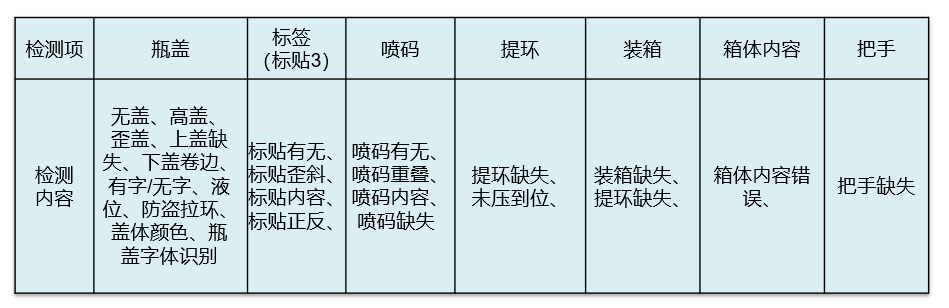 检测项
瓶盖
标签
(标贴3)
喷码
提环
装箱
箱体内容
把手
检测
内容
无盖、高盖、
歪盖、上盖缺
失、下盖卷边、
有字/无字、液
位、防盗拉环、
盖体颜色、瓶
盖字体识别
标贴有无、
标贴歪斜、
标贴内容、
标贴正反、
喷码有无、
喷码重叠、
喷码内容、
喷码缺失
提环缺失、
未压到位、
装箱缺失、
提环缺失、
箱体内容错
误、
把手缺失